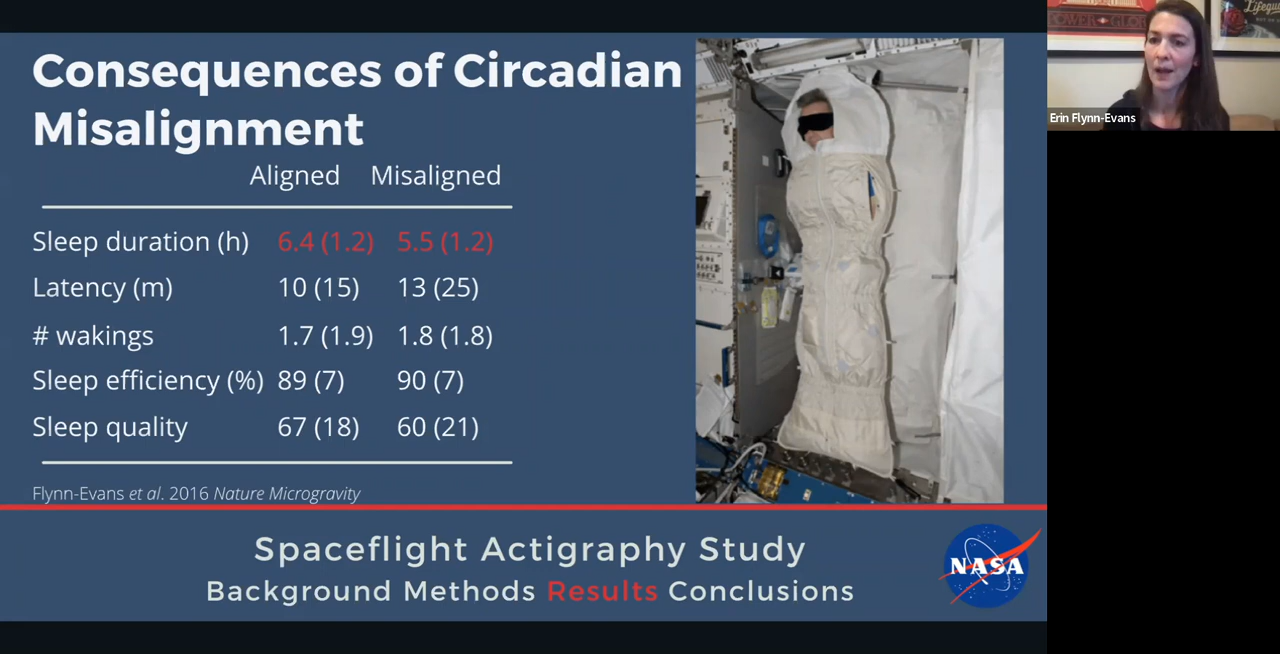 Consequences of Circadian
Misalignment
Aligned Misaligned
Sleep duration (h) 6.4 (1.2) 5.5 (1.2)
Latency (m) 10 (15) 13 (25)
# wakings 1.7 (1.9) 1.8 (1.8)
Sleep efficiency (%) 89 (7) 90 (7)
Sleep quality 67 (18) 60 (21)
Flynn-Evans et al. 2016 Nature Microgravity
Spaceflight Actigraphy Study
Background Methods Results Conclusions
NASA
Erin Flynn-Evans